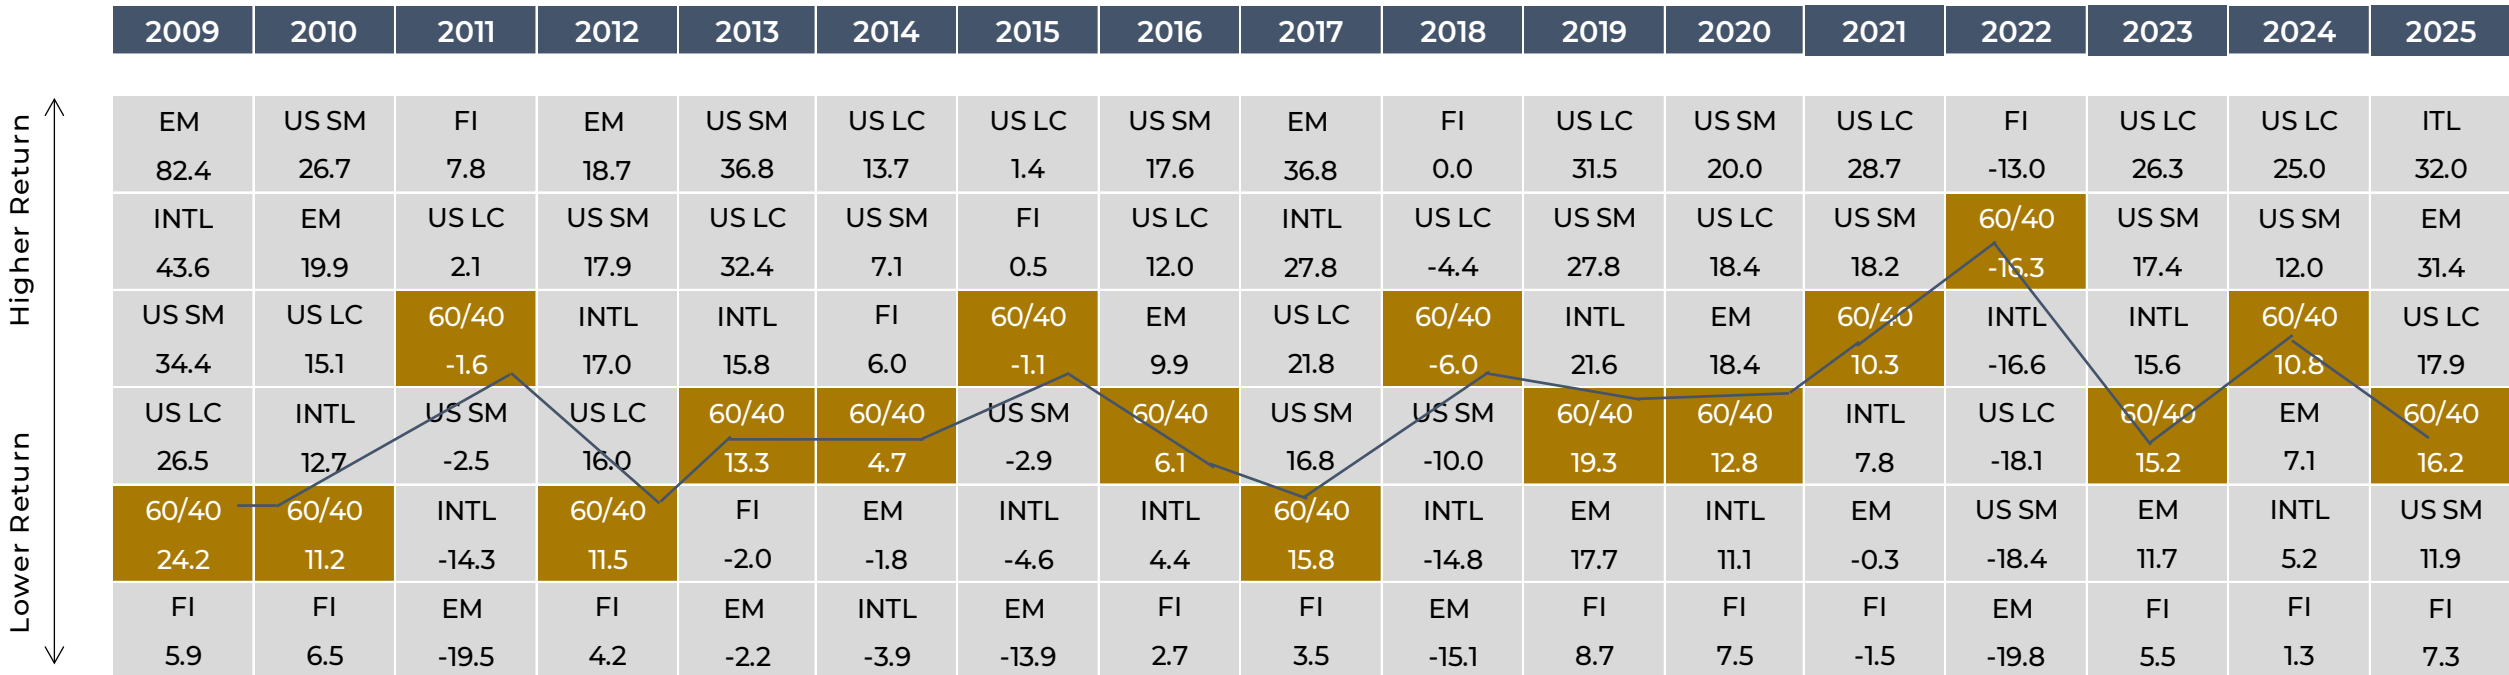 2009 2010 2011 2012 2013 2014 2015 2016 2017 2018 2019 2020 2021 2022 2023 2024 2025
Higher Return
Lower Return
EM US SM FI EM US SM US LC US LC US SM EM FI US LC US SM US LC FI US LC US LC ITL
82.4 26.7 7.8 18.7 36.8 13.7 1.4 17.6 36.8 0.0 31.5 20.0 28.7 -13.0 26.3 25.0 32.0
INTL EM US LC US SM US LC US SM FI US LC INTL US LC US SM US LC US SM 60/40 US SM US SM EM
43.6 19.9 2.1 17.9 32.4 7.1 0.5 12.0 27.8 -4.4 27.8 18.4 18.2 -16.3 17.4 12.0 31.4
US SM US LC 60/40 INTL INTL FI 60/40 EM US LC 60/40 INTL EM 60/40 INTL INTL 60/40 US LC
34.4 15.1 -1.6 17.0 15.8 6.0 -1.1 9.9 21.8 -6.0 21.6 18.4 10.3 -16.6 15.6 10.8 17.9
US LC INTL US SM US LC 60/40 60/40 US SM 60/40 US SM US SM 60/40 60/40 INTL US LC 60/40 EM 60/40
26.5 12.7 -2.5 16.0 13.3 4.7 -2.9 6.1 16.8 -10.0 19.3 12.8 7.8 -18.1 15.2 7.1 16.2
60/40 60/40 INTL 60/40 FI EM INTL INTL 60/40 INTL EM INTL EM US SM EM INTL US SM
24.2 11.2 -14.3 11.5 -2.0 -1.8 -4.6 4.4 15.8 -14.8 17.7 11.1 -0.3 -18.4 11.7 5.2 11.9
FI FI EM FI EM INTL EM FI FI EM FI FI FI EM FI FI FI
5.9 6.5 -19.5 4.2 -2.2 -3.9 -13.9 2.7 3.5 -15.1 8.7 7.5 -1.5 -19.8 5.5 1.3 7.3